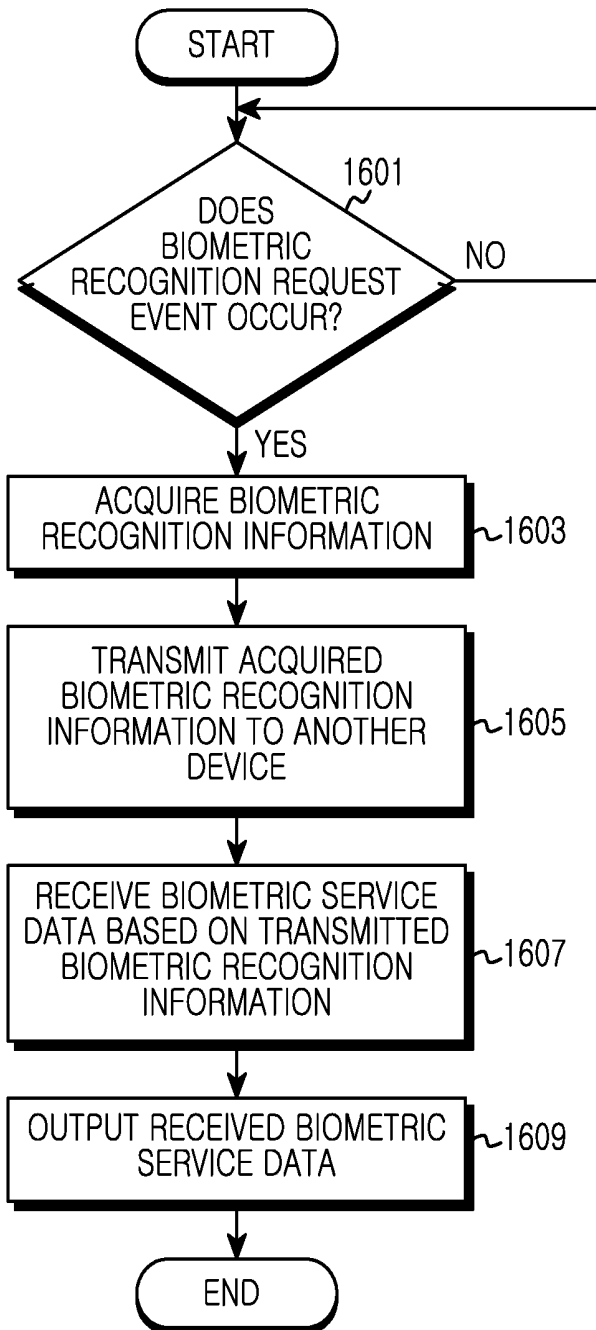 START
1601
DOES
BIOMETRIC
RECOGNITION REQUEST
EVENT OCCUR?
NO
YES
ACQUIRE BIOMETRIC
RECOGNITION INFORMATION
1603
TRANSMIT ACQUIRED
BIOMETRIC RECOGNITION
INFORMATION TO ANOTHER
DEVICE
1605
RECEIVE BIOMETRIC SERVICE
DATA BASED ON TRANSMITTED
BIOMETRIC RECOGNITION
INFORMATION
1607
OUTPUT RECEIVED BIOMETRIC
SERVICE DATA
1609
END